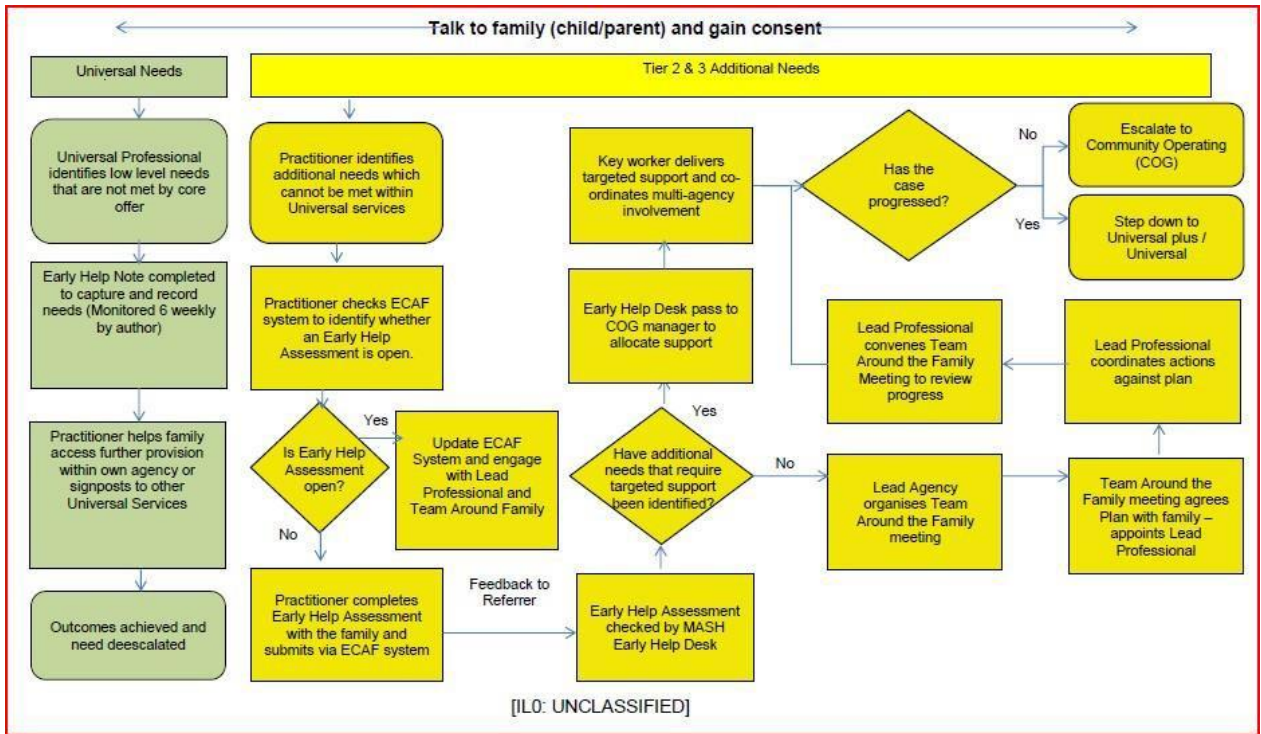 Talk to family (child/parent) and gain consent
Universal Needs
Tier 2 & 3 Additional Needs
Universal Professional
identifies low level needs
that are not met by core
offer
Early Help Note completed
to capture and record
needs (Monitored 6 weekly
by author)
Practitioner helps family
access further provision
within own agency or
signposts to other
Universal Services
Outcomes achieved and
need deescalated
Practitioner identifies
additional needs which
cannot be met within
Universal services
Practitioner checks ECAF
system to identify whether
an Early Help
Assessment is open.
Is Early Help
Assessment
open?
Yes
Update ECAF
System and engage
with Lead
Professional and
Team Around Family
No
Practitioner completes
Early Help Assessment
with the family and
submits via ECAF system
Feedback to
Referrer
Early Help Assessment
checked by MASH
Early Help Desk
Have additional
needs that require
targeted support
been identified?
Yes
Early Help Desk pass to
COG manager to
allocate support
Key worker delivers
targeted support and co-
ordinates multi-agency
involvement
No
Lead Agency
organises Team
Around the Family
meeting
Team Around the
Family meeting agrees
Plan with family –
appoints Lead
Professional
Lead Professional
coordinates actions
against plan
Lead Professional
convenes Team
Around the Family
Meeting to review
progress
Has the
case
progressed?
No
Escalate to
Community Operating
(COG)
Yes
Step down to
Universal plus /
Universal
[IL0: UNCLASSIFIED]